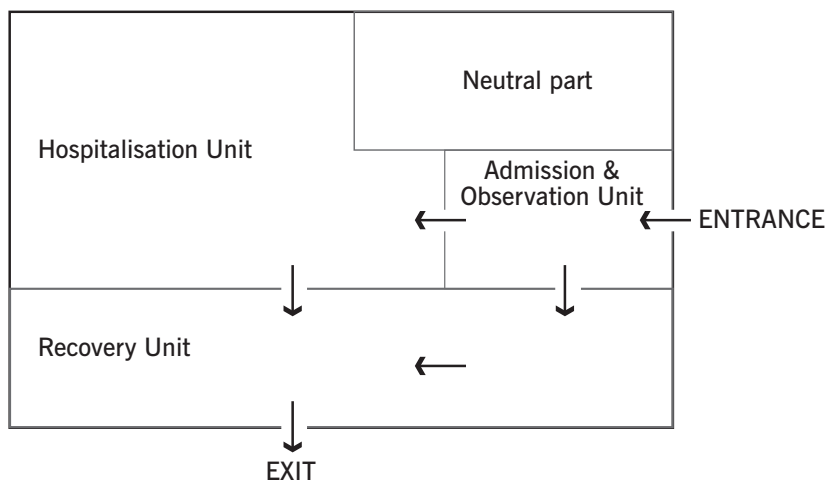 Neutral part
Hospitalisation Unit
Admission &
Observation Unit
ENTRANCE
Recovery Unit
EXIT